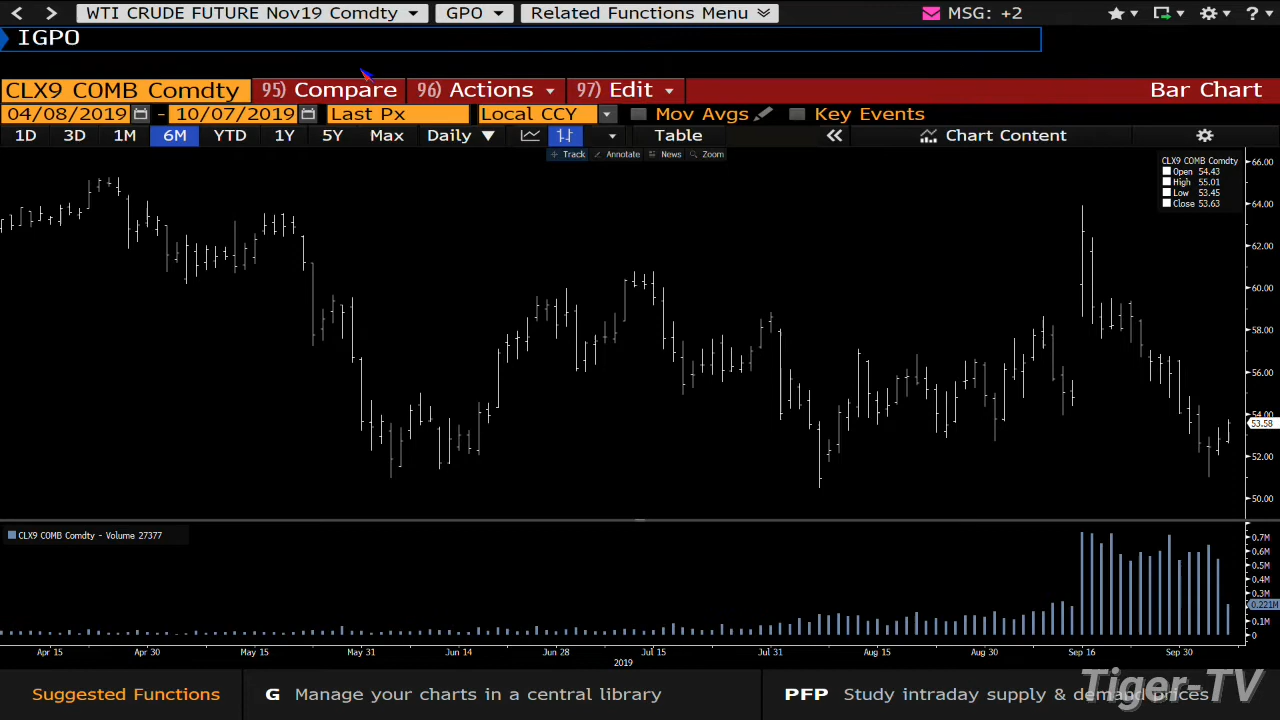 WTI CRUDE FUTURE Nov19 Comdty GPO Related Functions Menu MSG: +2 ?
IGPO
CLX9 COMB Comdty 95) Compare 96) Actions 97) Edit Bar Chart
04/08/2019 - 10/07/2019 Last Px Local CCY Mov Avgs Key Events
1D 3D 1M 6M YTD 1Y 5Y Max Daily Table Chart Content
Track Annotate News Zoom
CLX9 COMB Comdty
Open 54.43
High 55.01
Low 53.45
Close 53.63
66.00
64.00
62.00
60.00
58.00
56.00
54.00
53.58
52.00
50.00
CLX9 COMB Comdty - Volume 27377
0.7M
0.6M
0.5M
0.4M
0.3M
0.221M
0.1M
0
Apr 15 Apr 30 May 15 May 31 Jun 14 Jun 28 Jul 15 Jul 31 Aug 15 Aug 30 Sep 16 Sep 30
2019
Suggested Functions G Manage your charts in a central library PFP Study intraday supply & demand prices
Tiger-TV